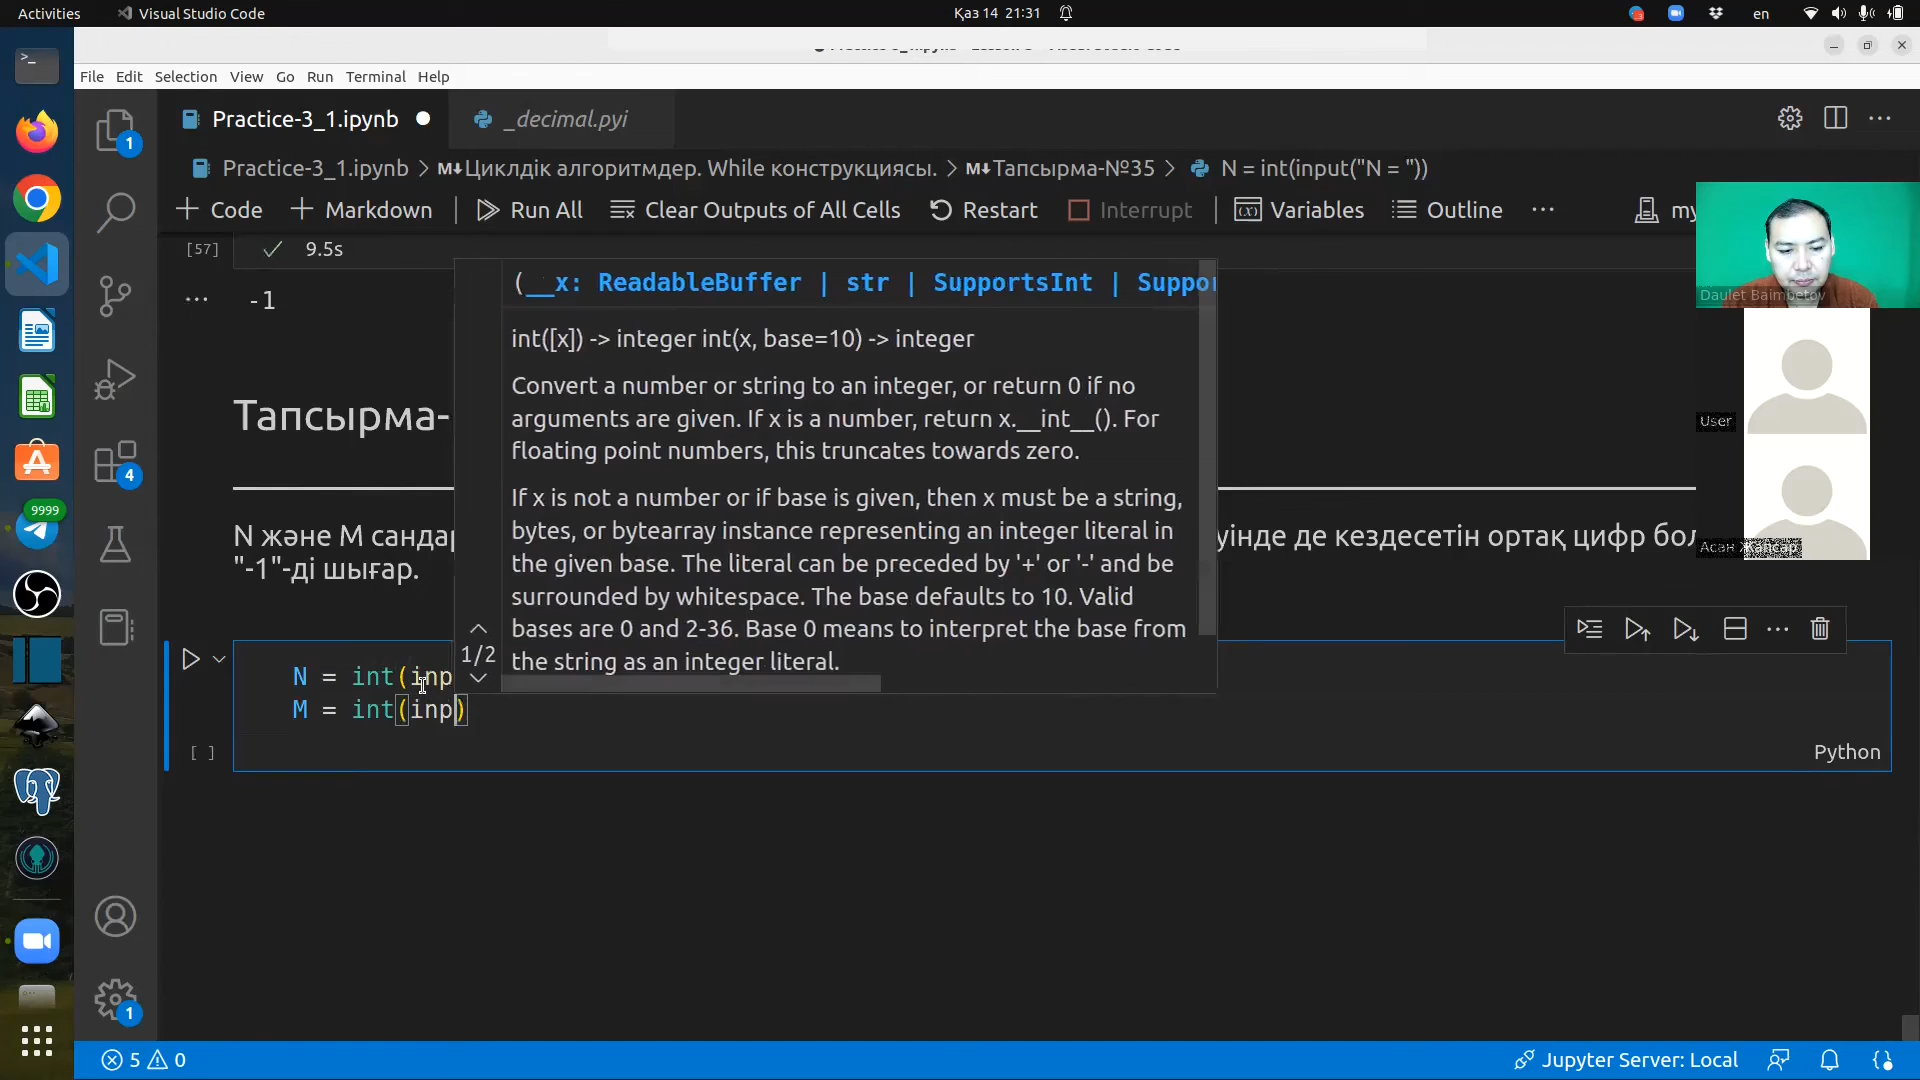 Activities
Visual Studio Code
Қаз 14 21:31
en
File Edit Selection View Go Run Terminal Help
Practice-3_1.ipynb
_decimal.pyi
Practice-3_1.ipynb > M↓Циклдік алгоритмдер. While конструкциясы. > M↓Тапсырма-№35 > N = int(input("N = "))
+ Code + Markdown Run All Clear Outputs of All Cells Restart Interrupt Variables Outline ...
[57] ✓ 9.5s
... -1
(__x: ReadableBuffer | str | SupportsInt |
int([x]) -> integer int(x, base=10) -> integer
Convert a number or string to an integer, or return 0 if no
arguments are given. If x is a number, return x.__int__(). For
floating point numbers, this truncates towards zero.
If x is not a number or if base is given, then x must be a string,
bytes, or bytearray instance representing an integer literal in
the given base. The literal can be preceded by '+' or '-' and be
surrounded by whitespace. The base defaults to 10. Valid
bases are 0 and 2-36. Base 0 means to interpret the base from
the string as an integer literal.
1/2
Тапсырма-
N және M
де кездесетін ортақ цифр
"-1"-ді шығар.
N = int(inp
M = int(inp)
[ ]
Python
Daulet Baimbetov
User
Асан Жапсар
1
4
9999
1
5 0
Jupyter Server: Local